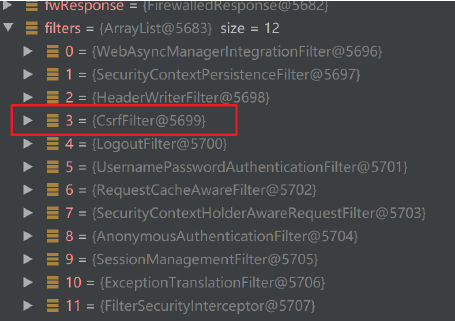 fwResponse = {FirewalledResponse@5682}
filters = {ArrayList@5683} size = 12
0 = {WebAsyncManagerIntegrationFilter@5696}
1 = {SecurityContextPersistenceFilter@5697}
2 = {HeaderWriterFilter@5698}
3 = {CsrfFilter@5699}
4 = {LogoutFilter@5700}
5 = {UsernamePasswordAuthenticationFilter@5701}
6 = {RequestCacheAwareFilter@5702}
7 = {SecurityContextHolderAwareRequestFilter@5703}
8 = {AnonymousAuthenticationFilter@5704}
9 = {SessionManagementFilter@5705}
10 = {ExceptionTranslationFilter@5706}
11 = {FilterSecurityInterceptor@5707}